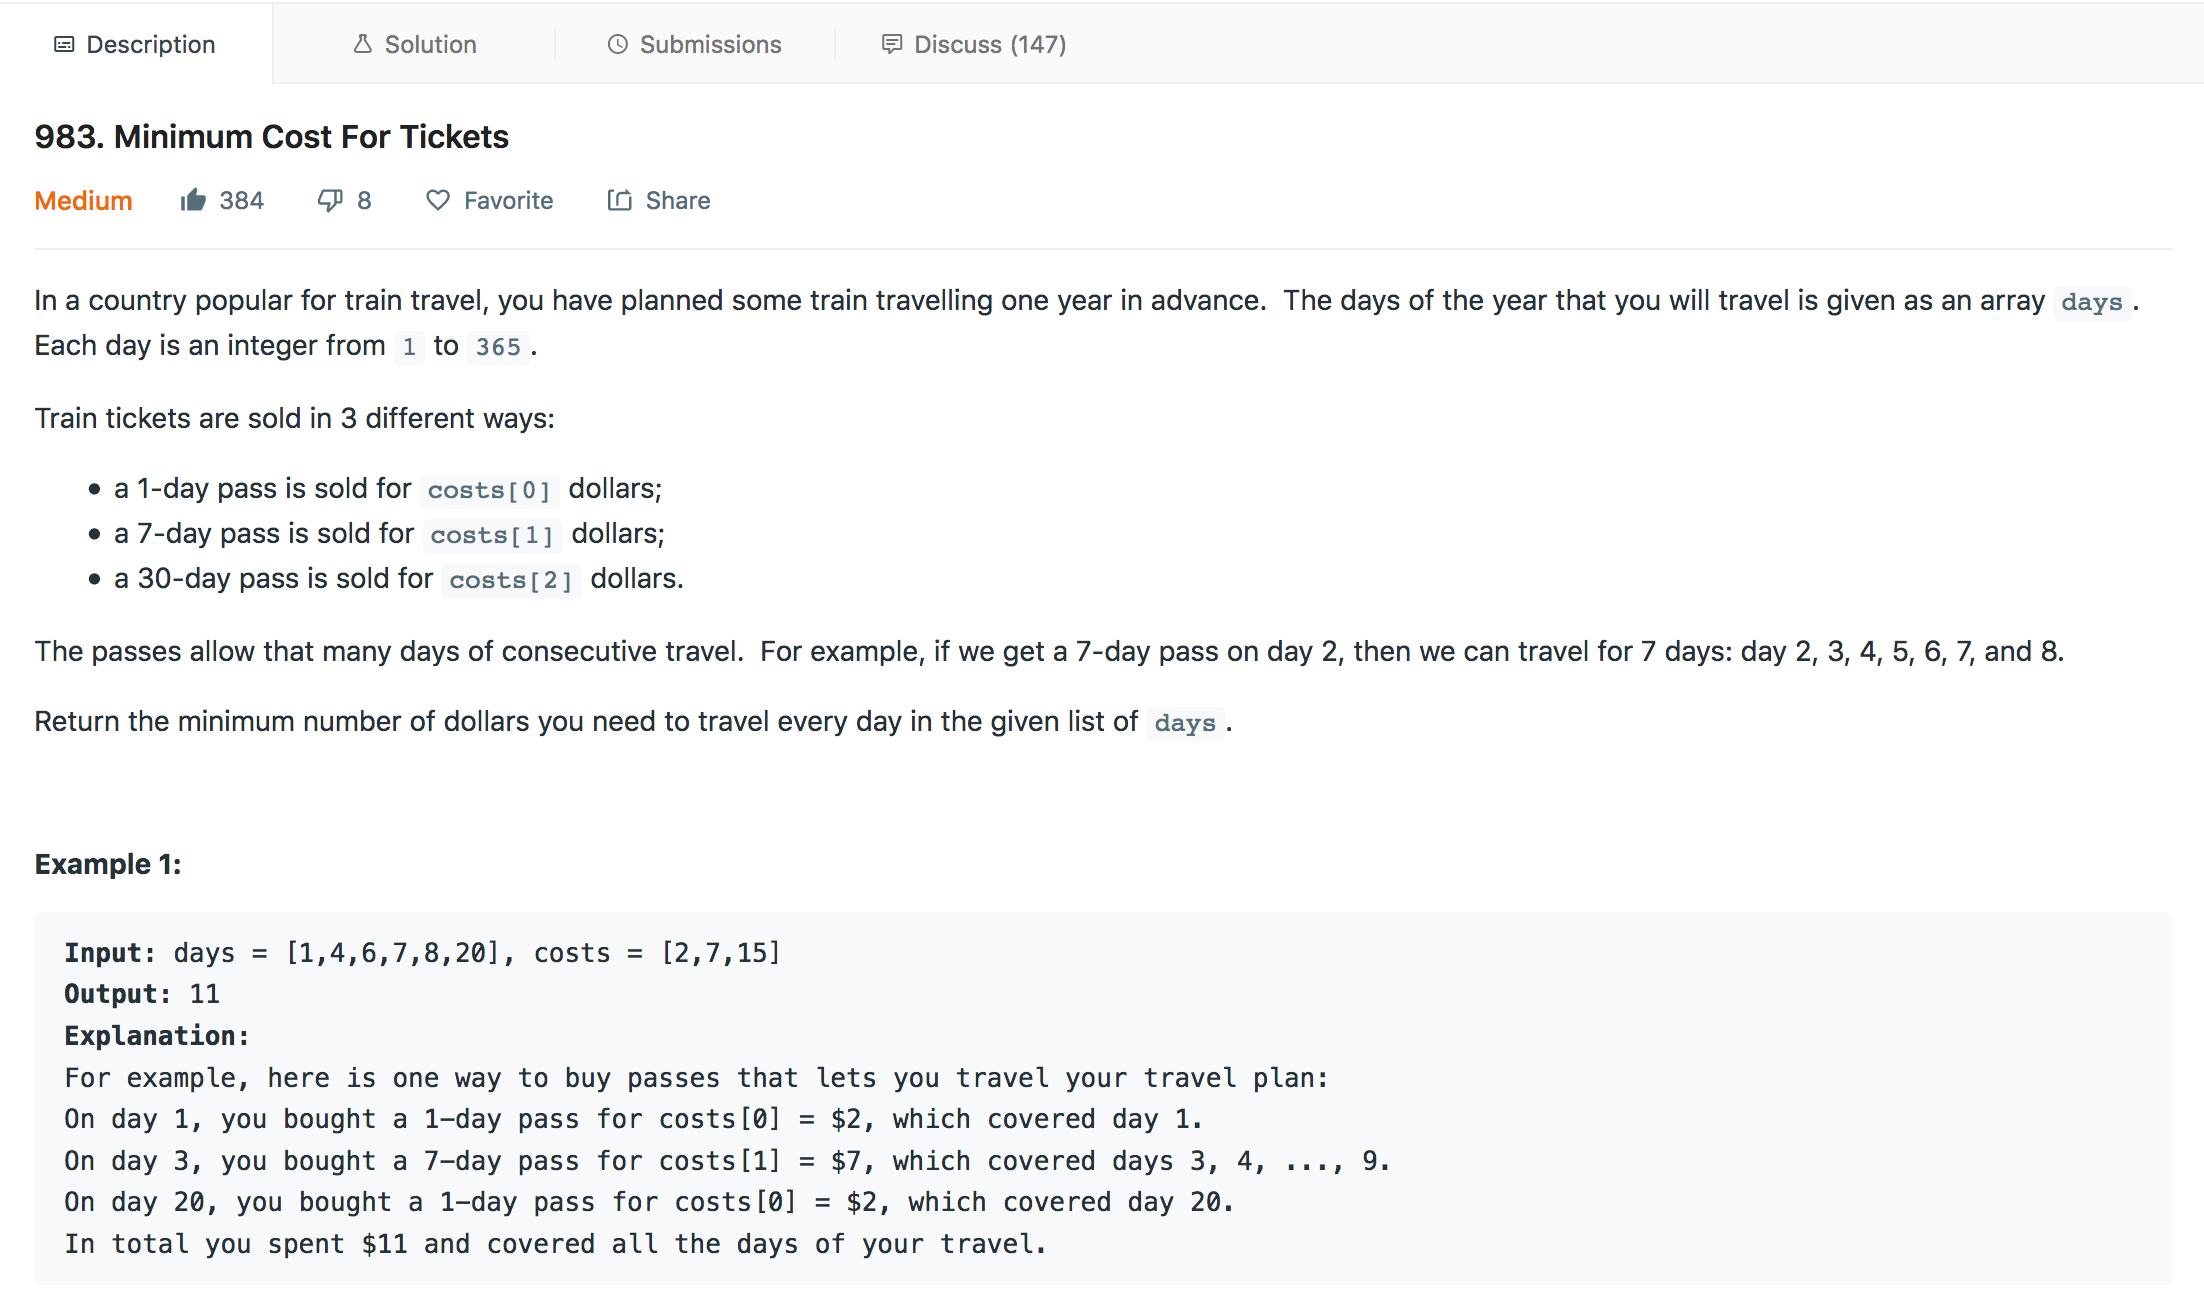 Description Solution Submissions Discuss (147)
983. Minimum Cost For Tickets
Medium 384 8 Favorite Share
In a country popular for train travel, you have planned some train travelling one year in advance.  The days of the year that you will travel is given as an array days.
Each day is an integer from 1 to 365.
Train tickets are sold in 3 different ways:
• a 1-day pass is sold for costs[0] dollars;
• a 7-day pass is sold for costs[1] dollars;
• a 30-day pass is sold for costs[2] dollars.
The passes allow that many days of consecutive travel.  For example, if we get a 7-day pass on day 2, then we can travel for 7 days: day 2, 3, 4, 5, 6, 7, and 8.
Return the minimum number of dollars you need to travel every day in the given list of days.
Example 1:
Input: days = [1,4,6,7,8,20], costs = [2,7,15]
Output: 11
Explanation:
For example, here is one way to buy passes that lets you travel your travel plan:
On day 1, you bought a 1-day pass for costs[0] = $2, which covered day 1.
On day 3, you bought a 7-day pass for costs[1] = $7, which covered days 3, 4, ..., 9.
On day 20, you bought a 1-day pass for costs[0] = $2, which covered day 20.
In total you spent $11 and covered all the days of your travel.